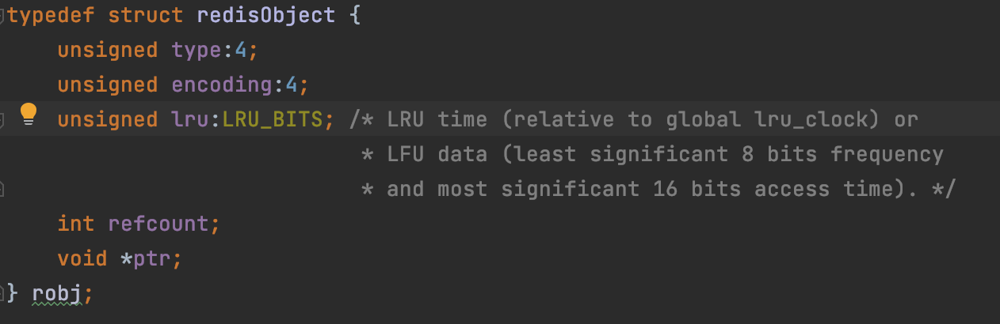 typedef struct redisObject {
    unsigned type:4;
    unsigned encoding:4;
    unsigned lru:LRU_BITS; /* LRU time (relative to global lru_clock) or
                            * LFU data (least significant 8 bits frequency
                            * and most significant 16 bits access time). */
    int refcount;
    void *ptr;
} robj;